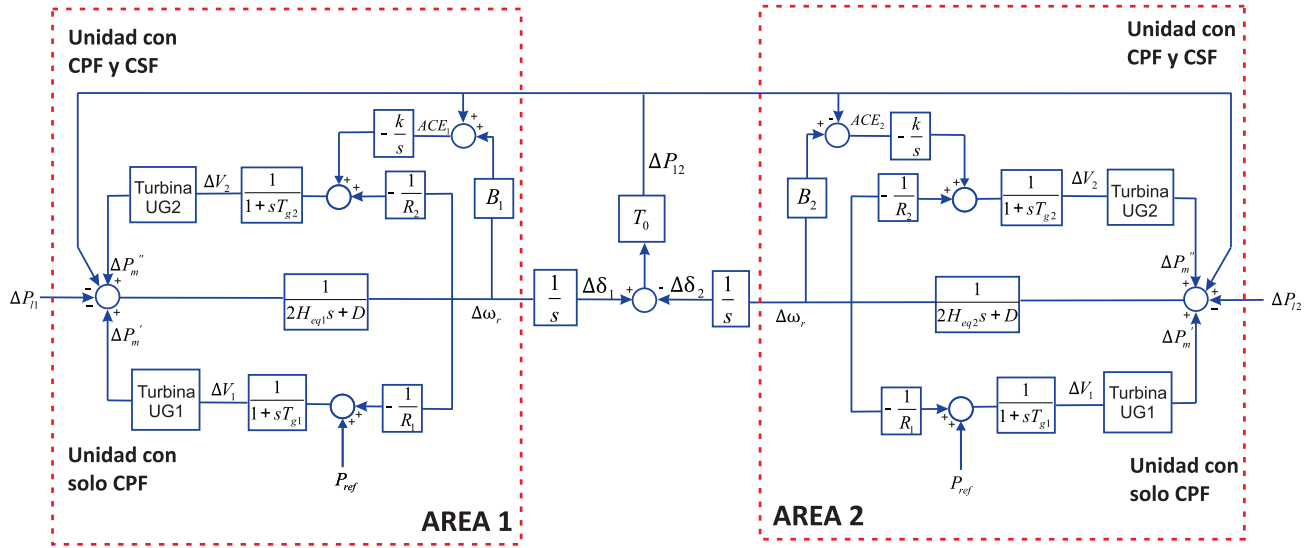 AREA 1
Unidad con
CPF y CSF
- k/s
ACE₁
+
+
Turbina
UG2
ΔV₂
1/(1+sT_g2)
+
+
- 1/R₂
B₁
ΔP_m''
ΔP_l1
-
-
+
+
1/(2H_eq1 s+D)
Δω_r
ΔP_m'
Turbina
UG1
ΔV₁
1/(1+sT_g1)
+
+
- 1/R₁
P_ref
Unidad con
solo CPF
ΔP₁₂
T₀
1/s
Δδ₁
+
-
Δδ₂
1/s
AREA 2
Unidad con
CPF y CSF
+
-
ACE₂
- k/s
B₂
- 1/R₂
+
+
1/(1+sT_g2)
ΔV₂
Turbina
UG2
ΔP_m''
Δω_r
1/(2H_eq2 s+D)
+
+
+
-
ΔP_l2
ΔP_m'
- 1/R₁
+
+
1/(1+sT_g1)
ΔV₁
Turbina
UG1
P_ref
Unidad con
solo CPF